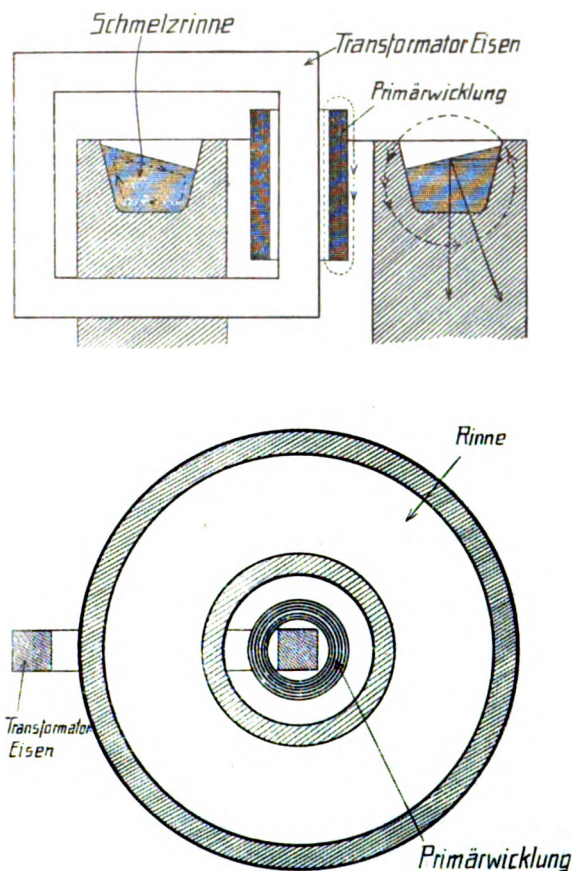 Schmelzrinne
Transformator Eisen
Primärwicklung
Rinne
Transformator
Eisen
Primärwicklung